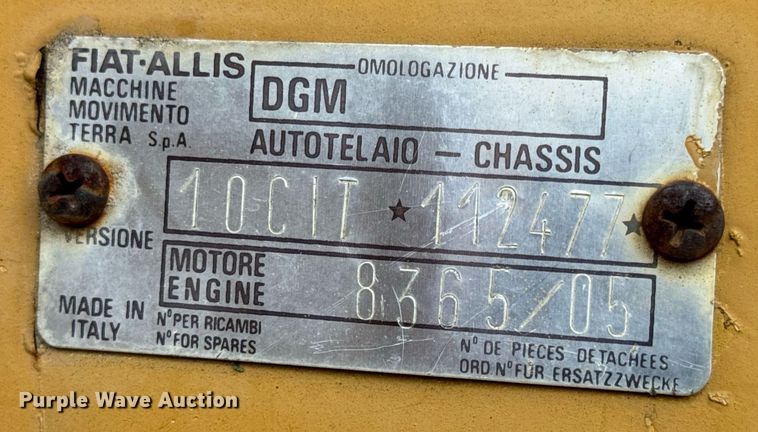 FIAT-ALLIS
MACCHINE
MOVIMENTO
TERRA S.p.A.
OMOLOGAZIONE
DGM
AUTOTELAIO — CHASSIS
10CIT ★ 112477 ★
VERSIONE
MOTORE
ENGINE
8365/05
MADE IN
ITALY
N° PER RICAMBI
N° FOR SPARES
N° DE PIECES DETACHÉES
ORD N° FÜR ERSATZZWECKE
Purple Wave Auction